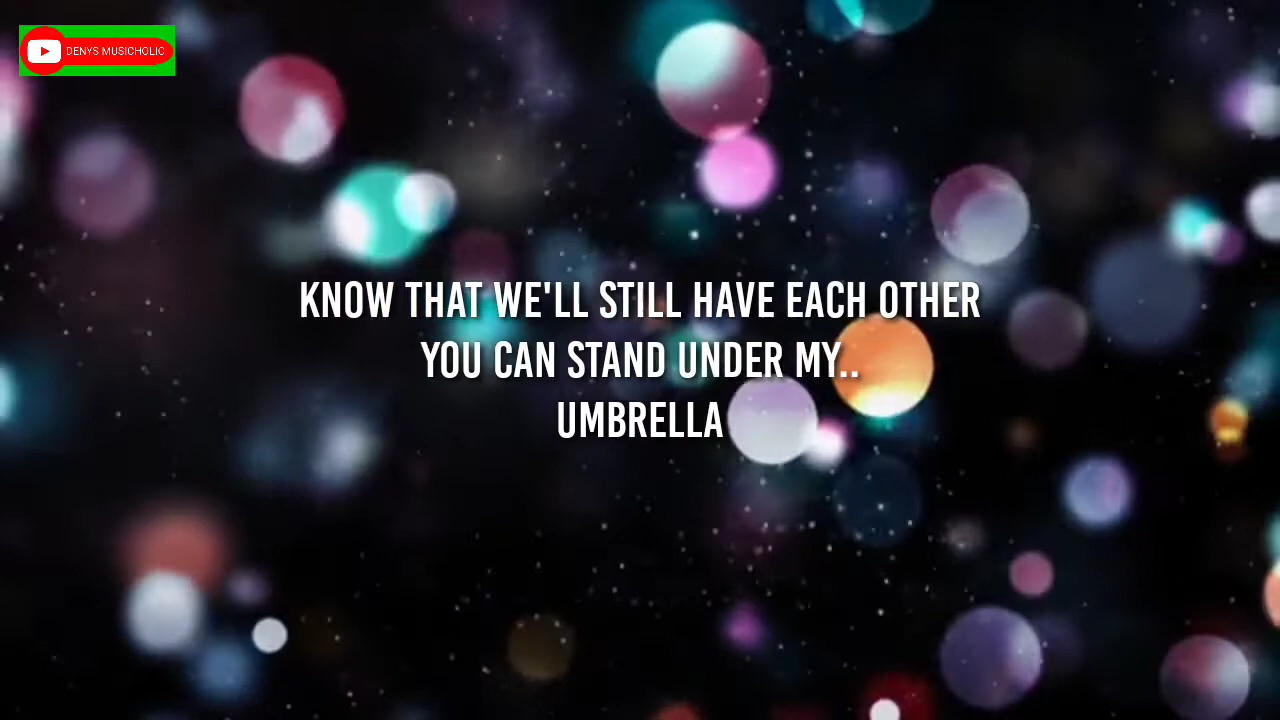 DENYS MUSICHOLIC
KNOW THAT WE'LL STILL HAVE EACH OTHER
YOU CAN STAND UNDER MY..
UMBRELLA